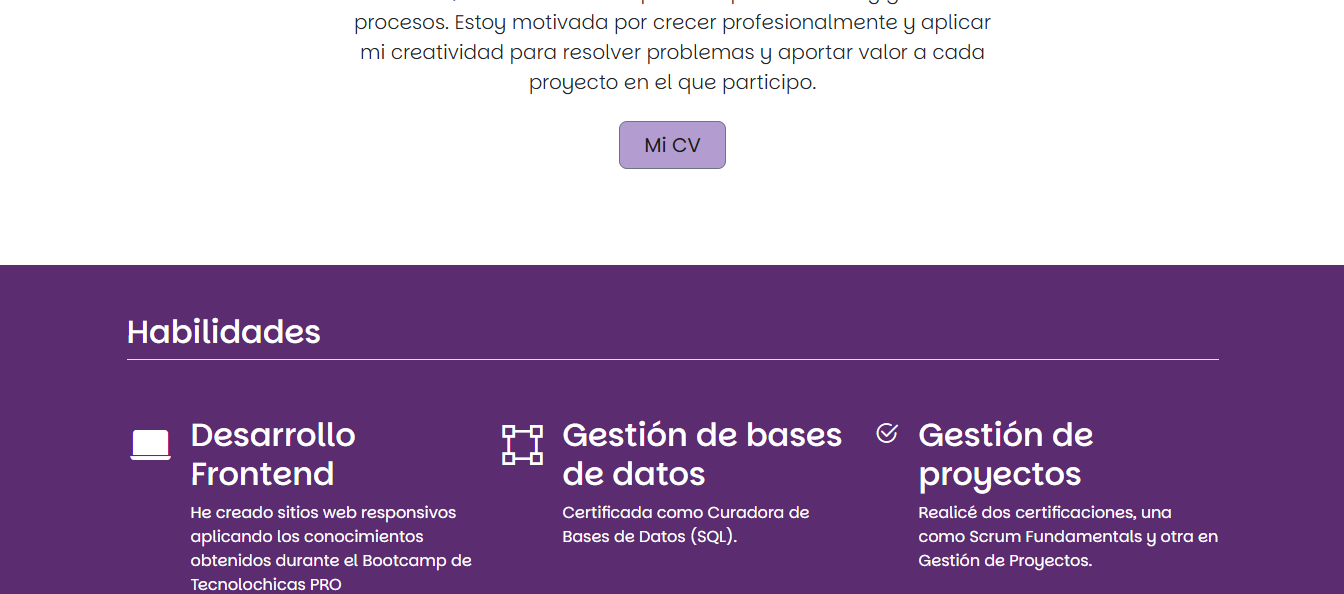 procesos. Estoy motivada por crecer profesionalmente y aplicar
mi creatividad para resolver problemas y aportar valor a cada
proyecto en el que participo.
Mi CV
Habilidades
Desarrollo
Frontend
He creado sitios web responsivos
aplicando los conocimientos
obtenidos durante el Bootcamp de
Tecnolochicas PRO
Gestión de bases
de datos
Certificada como Curadora de
Bases de Datos (SQL).
Gestión de
proyectos
Realicé dos certificaciones, una
como Scrum Fundamentals y otra en
Gestión de Proyectos.